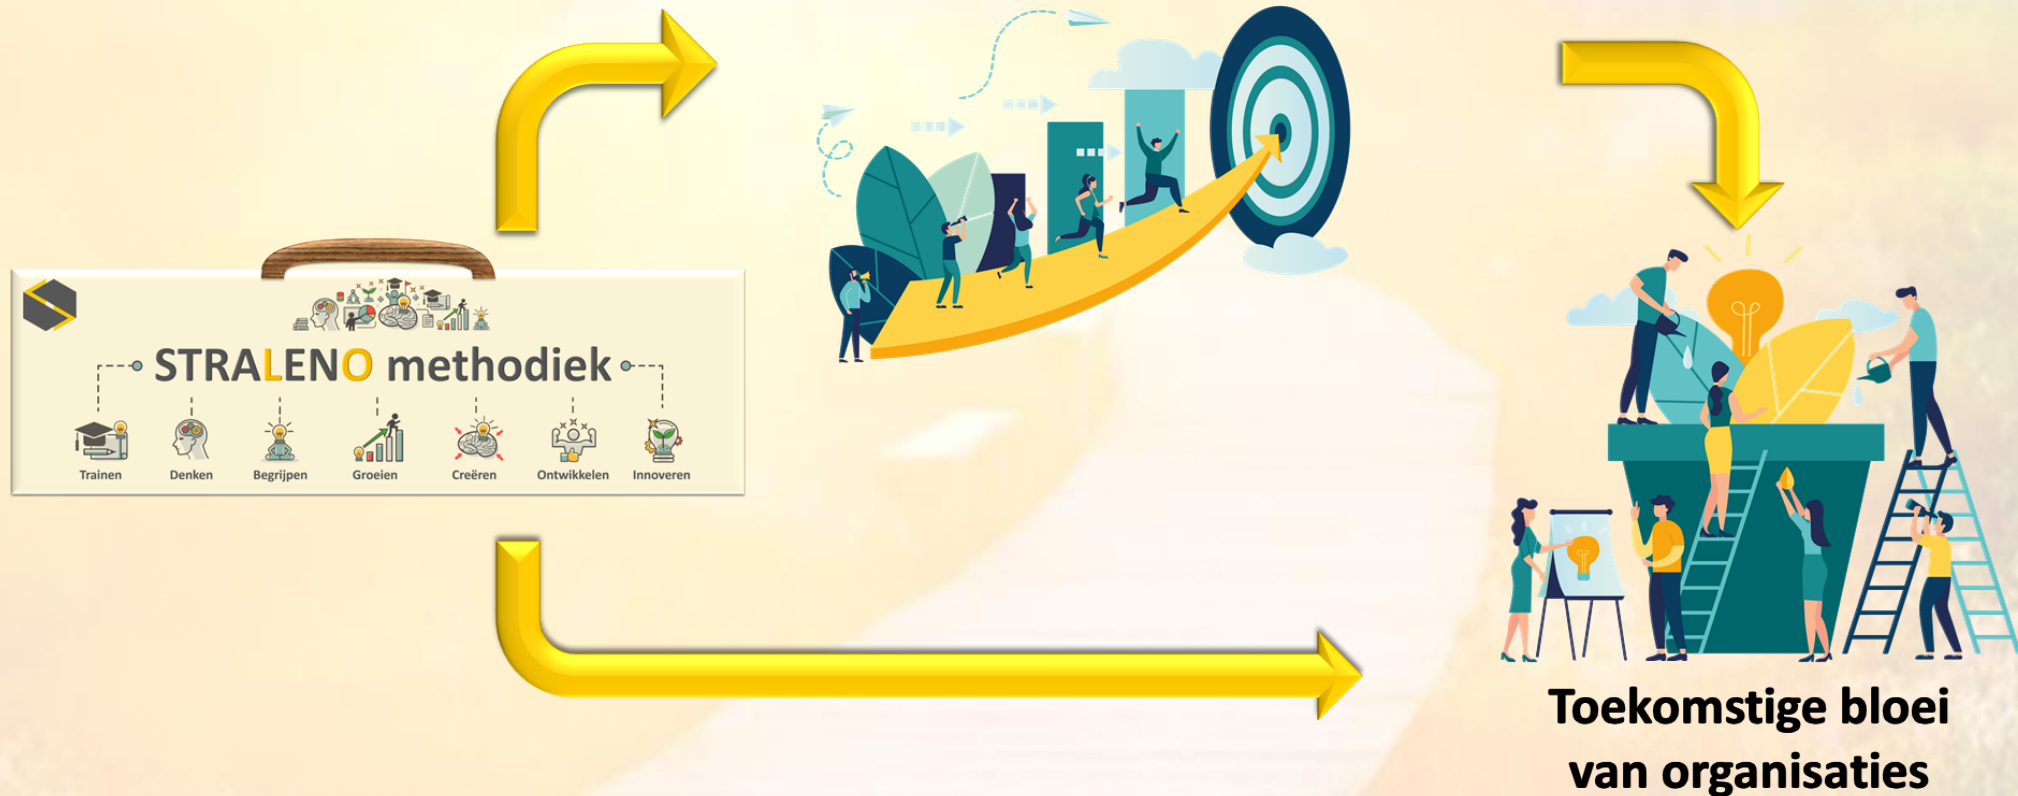 STRALENO methodiek
Trainen
Denken
Begrijpen
Groeien
Creëren
Ontwikkelen
Innoveren
Toekomstige bloei
van organisaties